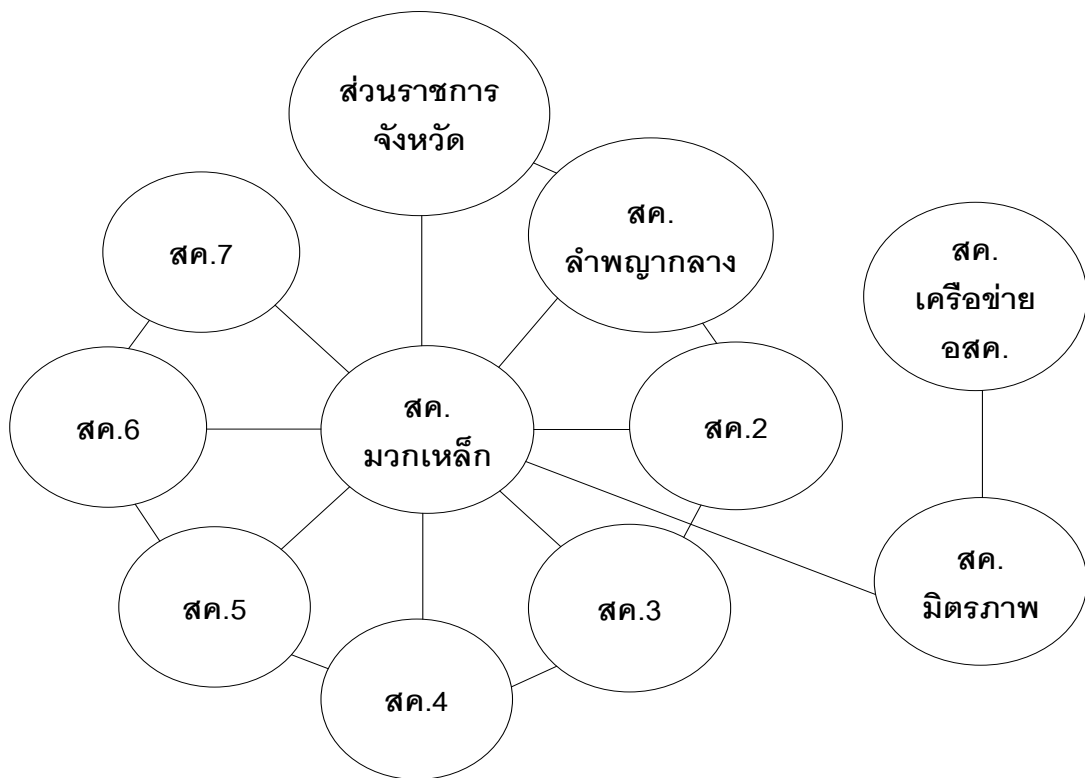 ส่วนราชการ
จังหวัด
สค.
ลำพญากลาง
สค.7
สค.
เครือข่าย
อสค.
สค.
มวกเหล็ก
สค.6
สค.2
สค.
มิตรภาพ
สค.5
สค.3
สค.4